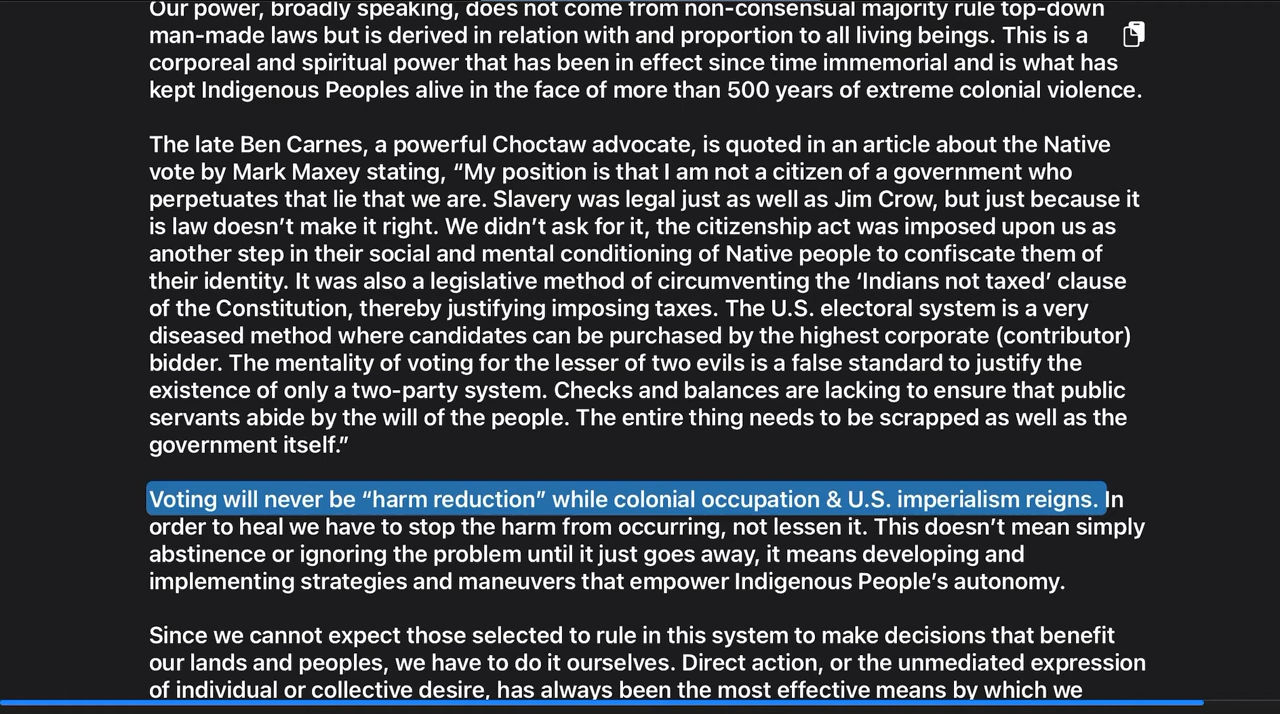 Our power, broadly speaking, does not come from non-consensual majority rule top-down
man-made laws but is derived in relation with and proportion to all living beings. This is a
corporeal and spiritual power that has been in effect since time immemorial and is what has
kept Indigenous Peoples alive in the face of more than 500 years of extreme colonial violence.
The late Ben Carnes, a powerful Choctaw advocate, is quoted in an article about the Native
vote by Mark Maxey stating, “My position is that I am not a citizen of a government who
perpetuates that lie that we are. Slavery was legal just as well as Jim Crow, but just because it
is law doesn’t make it right. We didn’t ask for it, the citizenship act was imposed upon us as
another step in their social and mental conditioning of Native people to confiscate them of
their identity. It was also a legislative method of circumventing the ‘Indians not taxed’ clause
of the Constitution, thereby justifying imposing taxes. The U.S. electoral system is a very
diseased method where candidates can be purchased by the highest corporate (contributor)
bidder. The mentality of voting for the lesser of two evils is a false standard to justify the
existence of only a two-party system. Checks and balances are lacking to ensure that public
servants abide by the will of the people. The entire thing needs to be scrapped as well as the
government itself.”
Voting will never be “harm reduction” while colonial occupation & U.S. imperialism reigns. In
order to heal we have to stop the harm from occurring, not lessen it. This doesn’t mean simply
abstinence or ignoring the problem until it just goes away, it means developing and
implementing strategies and maneuvers that empower Indigenous People’s autonomy.
Since we cannot expect those selected to rule in this system to make decisions that benefit
our lands and peoples, we have to do it ourselves. Direct action, or the unmediated expression
of individual or collective desire, has always been the most effective means by which we